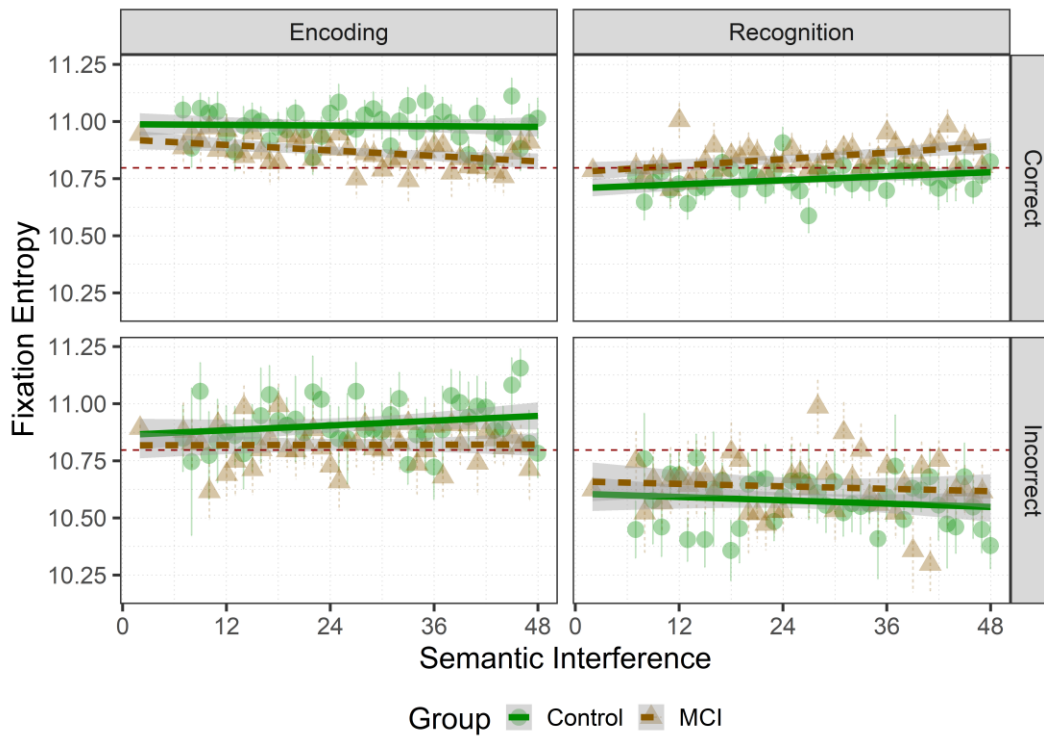 Encoding
Recognition
11.25
11.00
10.75
10.50
10.25
Correct
11.25
11.00
10.75
10.50
10.25
Incorrect
Fixation Entropy
0 12 24 36 48 0 12 24 36 48
Semantic Interference
Group Control MCI